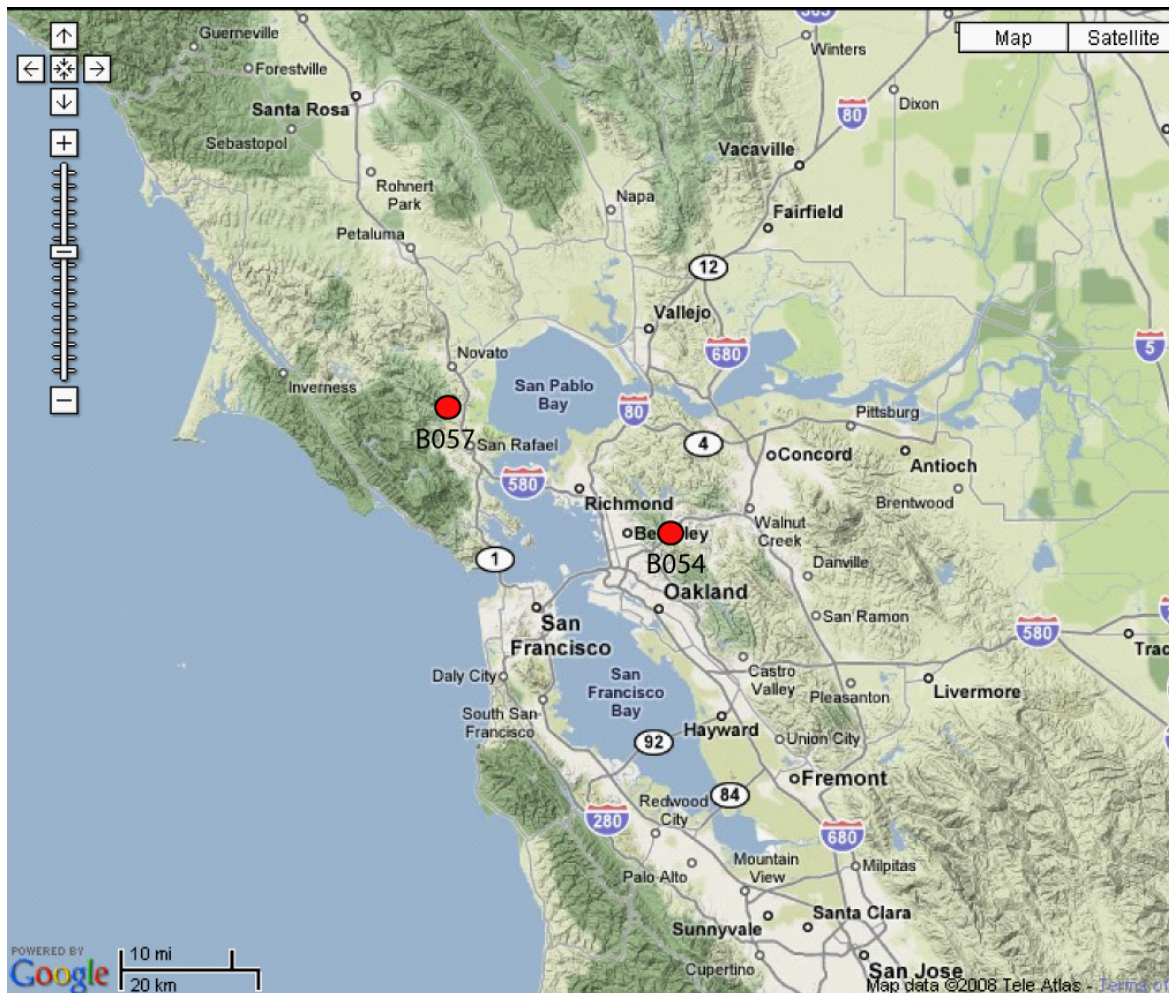 Guerneville
Winters
Map
Satellite
Forestville
Santa Rosa
80
Dixon
Sebastopol
Vacaville
Rohnert
Park
Napa
Fairfield
Petaluma
12
Vallejo
680
5
Novato
Inverness
San Pablo
Bay
80
Pittsburg
B057
San Rafael
4
Concord
Antioch
580
Richmond
Brentwood
Walnut
Creek
B054
1
Danville
Oakland
San
Francisco
San Ramon
580
Daly City
San
Francisco
Bay
Castro
Valley
Pleasanton
Livermore
South San
Francisco
Hayward
92
Union City
Fremont
84
280
Redwood
City
680
Mountain
View
Milpitas
Palo Alto
Sunnyvale
Santa Clara
Cupertino
San Jose
POWERED BY
Google
10 mi
20 km
Map data ©2008 Tele Atlas - Terms of